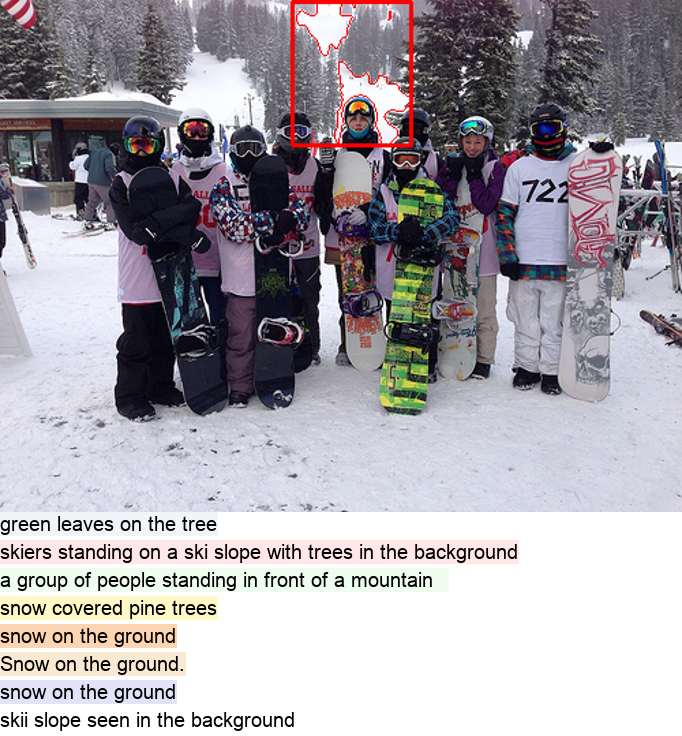 722
green leaves on the tree
skiers standing on a ski slope with trees in the background
a group of people standing in front of a mountain
snow covered pine trees
snow on the ground
Snow on the ground.
snow on the ground
skii slope seen in the background